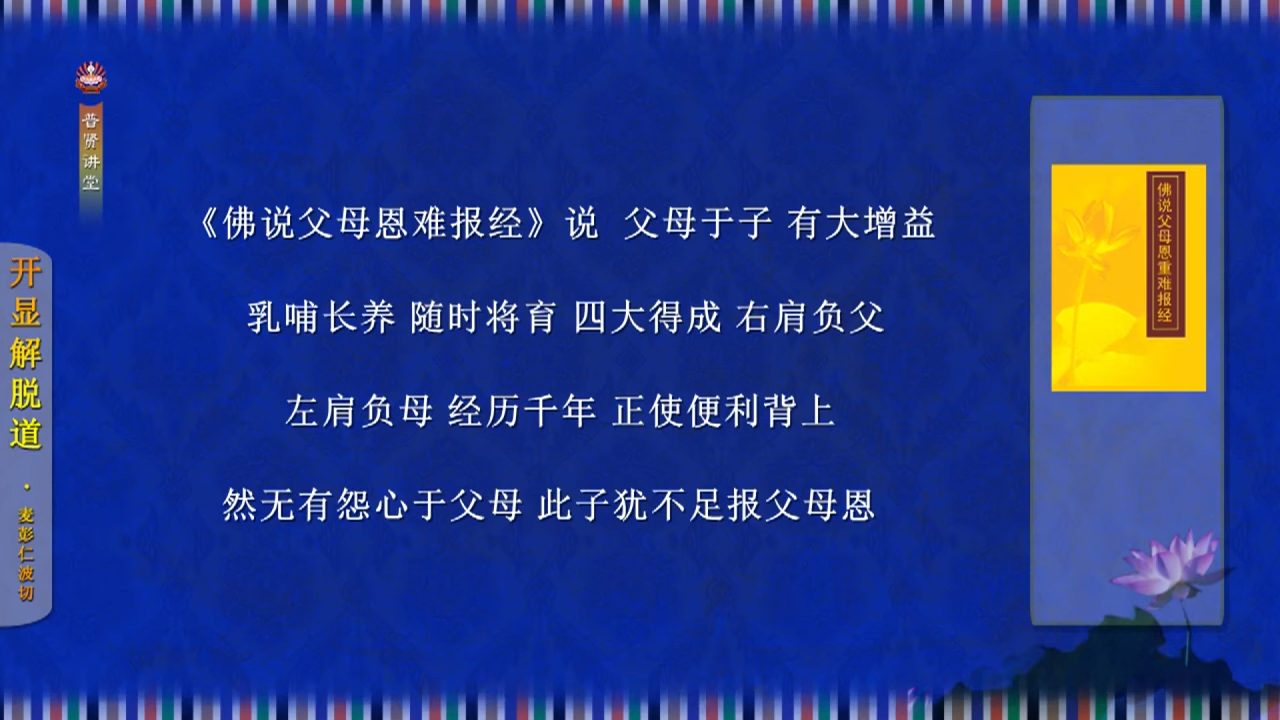 普贤讲堂
开显解脱道
·麦彭仁波切
《佛说父母恩难报经》说 父母于子 有大增益
乳哺长养 随时将育 四大得成 右肩负父
左肩负母 经历千年 正使便利背上
然无有怨心于父母 此子犹不足报父母恩
佛说父母恩重难报经